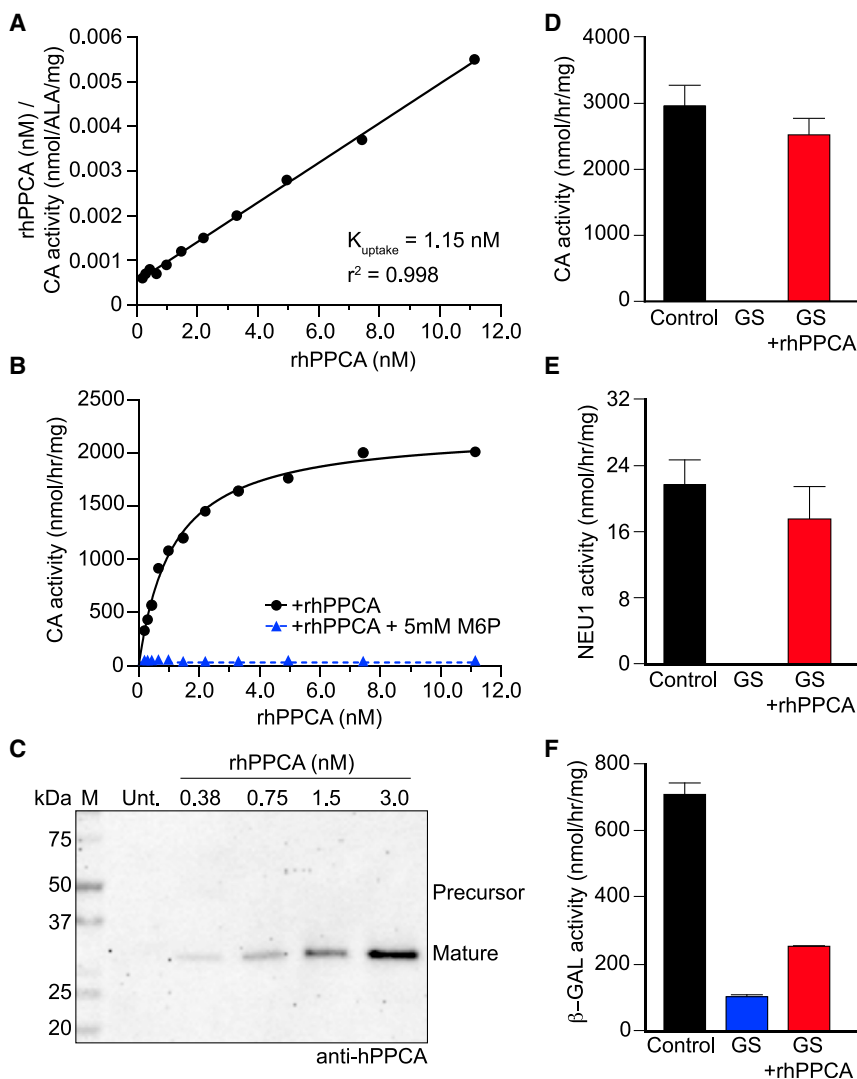 A
rhPPCA (nM) /
CA activity (nmol/ALA/mg)
0.006
0.005
0.004
0.003
0.002
0.001
0
K uptake = 1.15 nM
r² = 0.998
0 2.0 4.0 6.0 8.0 10.0 12.0
rhPPCA (nM)
B
CA activity (nmol/hr/mg)
2500
2000
1500
1000
500
0
+rhPPCA
+rhPPCA + 5mM M6P
0 2.0 4.0 6.0 8.0 10.0 12.0
rhPPCA (nM)
C
rhPPCA (nM)
kDa M Unt. 0.38 0.75 1.5 3.0
75
50
37
25
20
Precursor
Mature
anti-hPPCA
D
CA activity (nmol/hr/mg)
4000
3000
2000
1000
0
Control GS GS
+rhPPCA
E
NEU1 activity (nmol/hr/mg)
32
24
16
8
0
Control GS GS
+rhPPCA
F
β-GAL activity (nmol/hr/mg)
800
600
400
200
0
Control GS GS
+rhPPCA